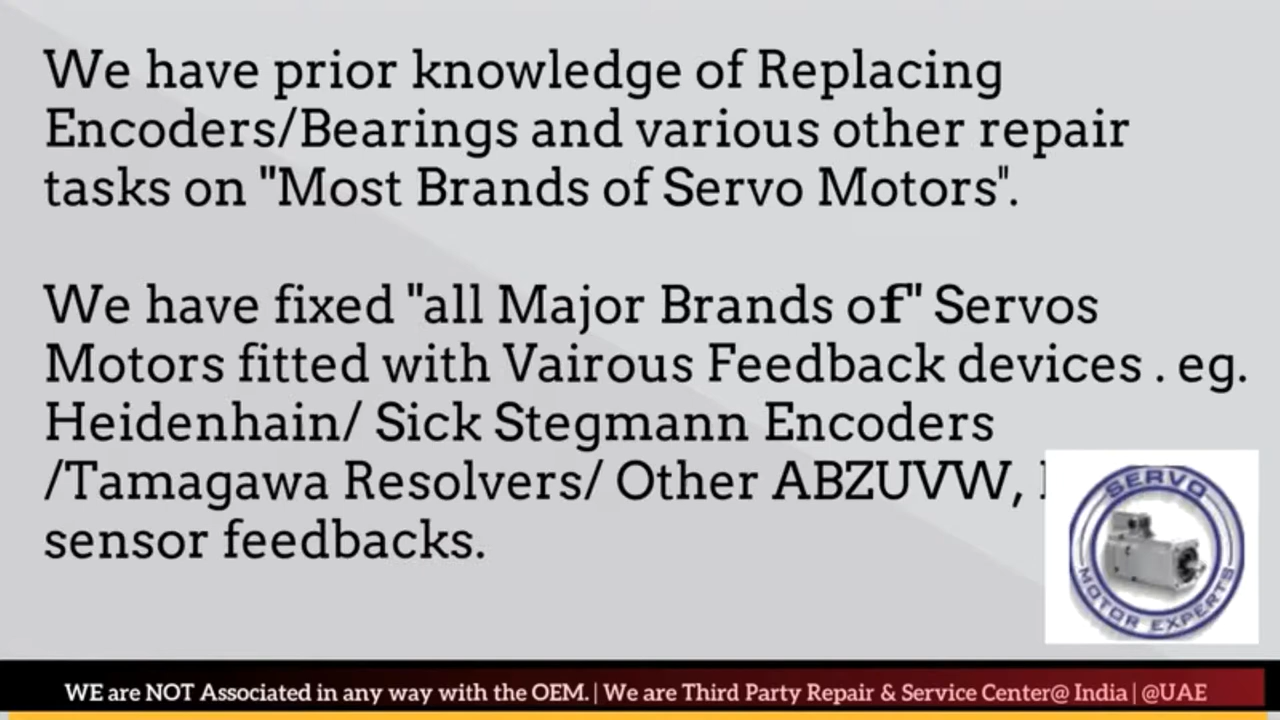 We have prior knowledge of Replacing
Encoders/Bearings and various other repair
tasks on "Most Brands of Servo Motors".
We have fixed "all Major Brands of" Servos
Motors fitted with Vairous Feedback devices . eg.
Heidenhain/ Sick Stegmann Encoders
/Tamagawa Resolvers/ Other ABZUVW,
sensor feedbacks.
SERVO
MOTOR EXPERTS
WE are NOT Associated in any way with the OEM. | We are Third Party Repair & Service Center@ India | @UAE